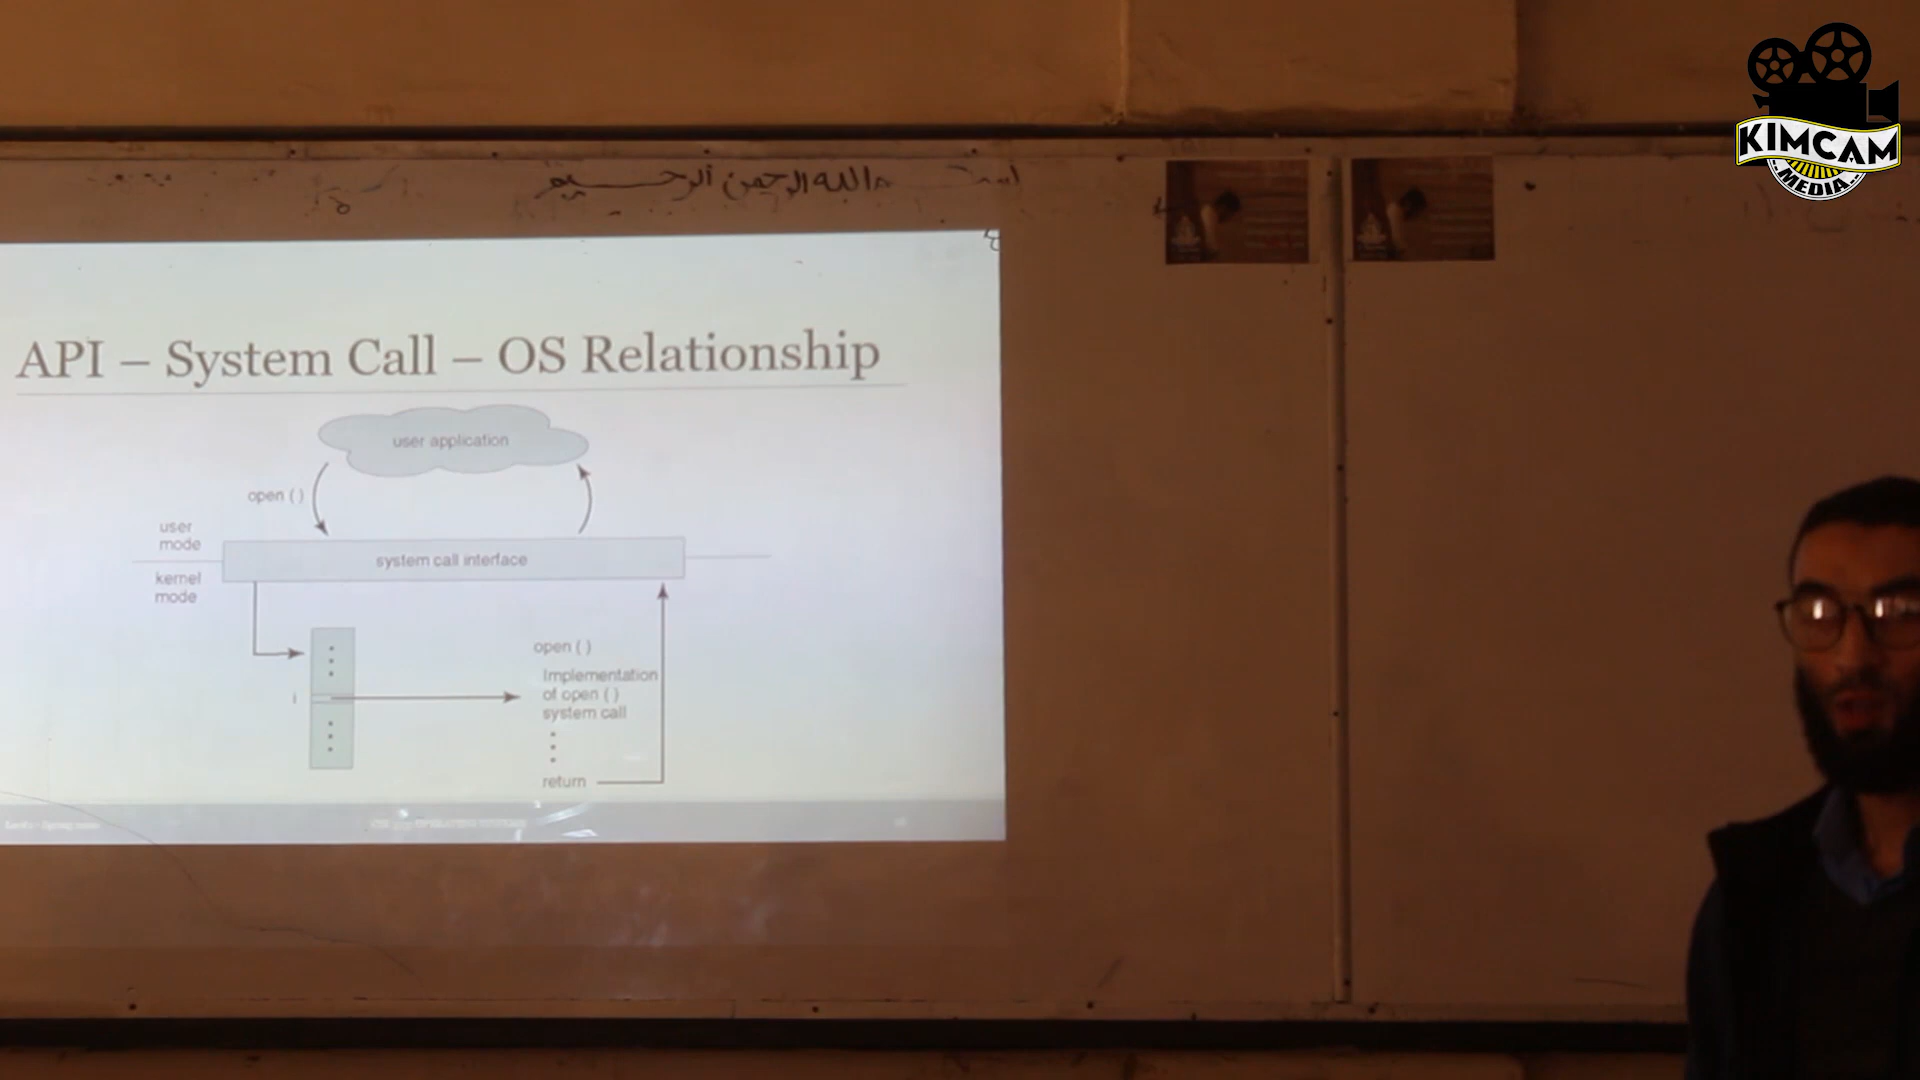 KIMCAM
MEDIA
الله الرحمن الرحيم
API – System Call – OS Relationship
user application
open ( )
user
mode
system call interface
kernel
mode
open ( )
i
Implementation
of open ( )
system call
return